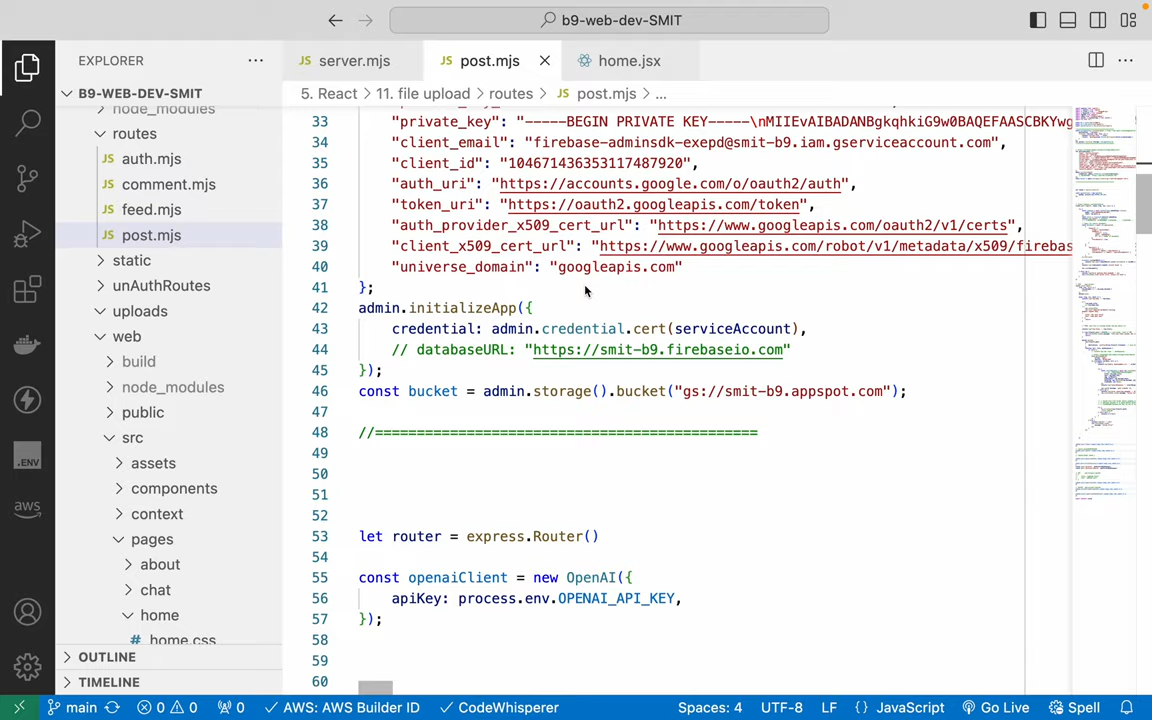 b9-web-dev-SMIT
EXPLORER
server.mjs
post.mjs
home.jsx
B9-WEB-DEV-SMIT
5. React > 11. file upload > routes > JS post.mjs > ...
node_modules
routes
JS auth.mjs
JS comment.mjs
JS feed.mjs
JS post.mjs
static
unAuthRoutes
uploads
web
build
node_modules
public
src
assets
components
context
pages
about
chat
home
# home.css
OUTLINE
TIMELINE
33 "private_key": "-----BEGIN PRIVATE KEY-----\nMIIEvAIBADANBgkqhkiG9w0BAQEFAASCBKYwg
34 "client_email": "firebase-adminsdk-exepd@smit-b9.iam.gserviceaccount.com",
35 "client_id": "104671436353117487920",
36 "auth_uri": "https://accounts.google.com/o/oauth2/auth",
37 "token_uri": "https://oauth2.googleapis.com/token",
38 "auth_provider_x509_cert_url": "https://www.googleapis.com/oauth2/v1/certs",
39 "client_x509_cert_url": "https://www.googleapis.com/robot/v1/metadata/x509/firebas
40 "universe_domain": "googleapis.com"
41 };
42 admin.initializeApp({
43 credential: admin.credential.cert(serviceAccount),
44 // databaseURL: "https://smit-b9.firebaseio.com"
45 });
46 const bucket = admin.storage().bucket("gs://smit-b9.appspot.com");
47
48 //==============================================
49
50
51
52
53 let router = express.Router()
54
55 const openaiClient = new OpenAI({
56 apiKey: process.env.OPENAI_API_KEY,
57 });
58
59
60
main 0 0 0 AWS: AWS Builder ID CodeWhisperer Spaces: 4 UTF-8 LF {} JavaScript Go Live Spell